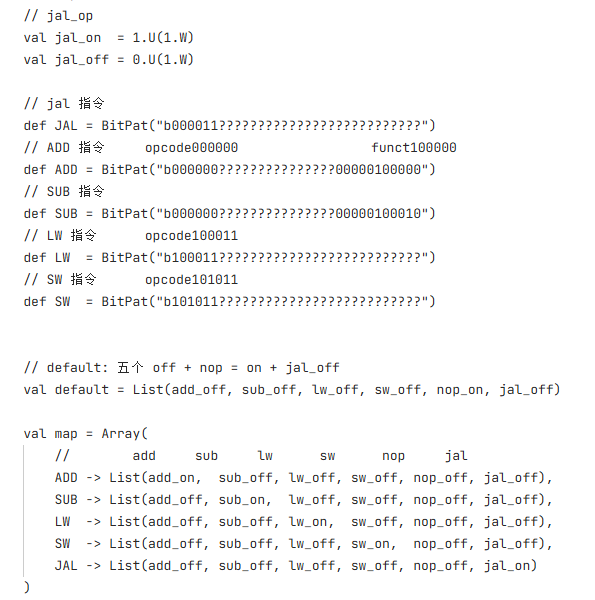 // jal_op
val jal_on  = 1.U(1.W)
val jal_off = 0.U(1.W)
// jal 指令
def JAL = BitPat("b000011??????????????????????????")
// ADD 指令     opcode000000                 funct100000
def ADD = BitPat("b000000???????????????00000100000")
// SUB 指令
def SUB = BitPat("b000000???????????????00000100010")
// LW 指令      opcode100011
def LW  = BitPat("b100011??????????????????????????")
// SW 指令      opcode101011
def SW  = BitPat("b101011??????????????????????????")
// default: 五个 off + nop = on + jal_off
val default = List(add_off, sub_off, lw_off, sw_off, nop_on, jal_off)
val map = Array(
    //        add     sub     lw      sw      nop     jal
    ADD -> List(add_on,  sub_off, lw_off, sw_off, nop_off, jal_off),
    SUB -> List(add_off, sub_on,  lw_off, sw_off, nop_off, jal_off),
    LW  -> List(add_off, sub_off, lw_on,  sw_off, nop_off, jal_off),
    SW  -> List(add_off, sub_off, lw_off, sw_on,  nop_off, jal_off),
    JAL -> List(add_off, sub_off, lw_off, sw_off, nop_off, jal_on)
)